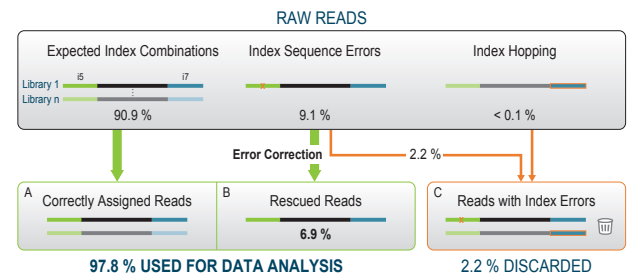 RAW READS
Expected Index Combinations
Index Sequence Errors
Index Hopping
i5
i7
Library 1
Library n
90.9 %
9.1 %
< 0.1 %
Error Correction
2.2 %
A
Correctly Assigned Reads
B
Rescued Reads
6.9 %
C
Reads with Index Errors
97.8 % USED FOR DATA ANALYSIS
2.2 % DISCARDED